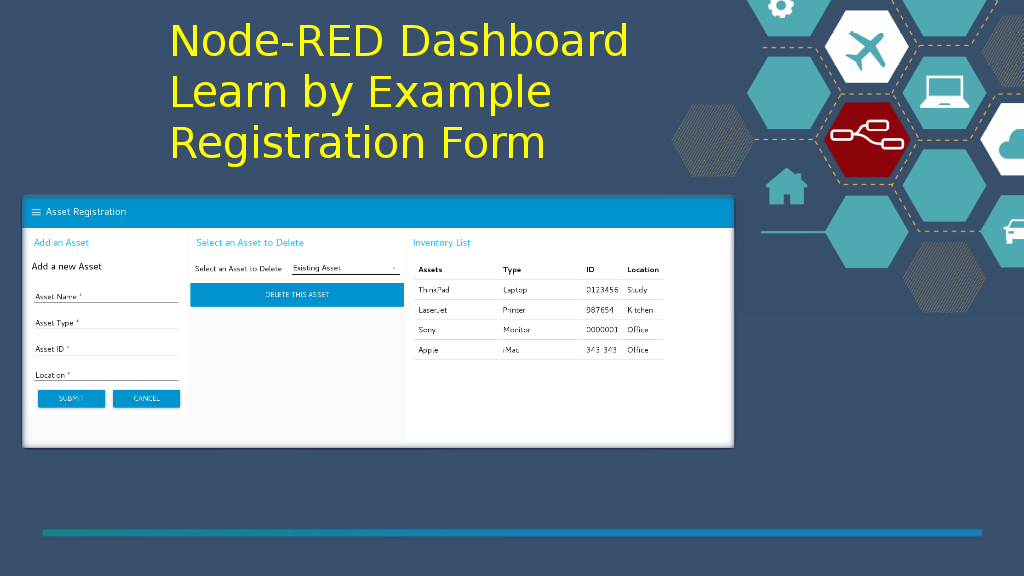 Node-RED Dashboard
Learn by Example
Registration Form
Asset Registration
Add an Asset
Add a new Asset
Asset Name *
Asset Type *
Asset ID *
Location *
SUBMIT
CANCEL
Select an Asset to Delete
Select an Asset to Delete Existing Asset
DELETE THIS ASSET
Inventory List
Assets Type ID Location
ThinkPad Laptop 0123456 Study
LaserJet Printer 987654 Kitchen
Sony Monitor 0000001 Office
Apple iMac 343-343 Office